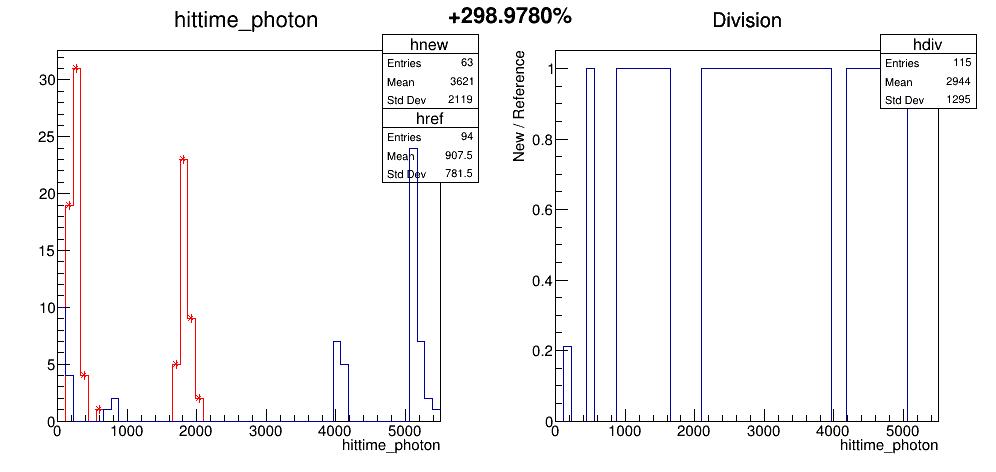 +298.9780%
hittime_photon
hnew
Entries 63
Mean 3621
Std Dev 2119
href
Entries 94
Mean 907.5
Std Dev 781.5
30
25
20
15
10
5
0
0 1000 2000 3000 4000 5000
hittime_photon
Division
hdiv
Entries 115
Mean 2944
Std Dev 1295
New / Reference
1
0.8
0.6
0.4
0.2
0
0 1000 2000 3000 4000 5000
hittime_photon